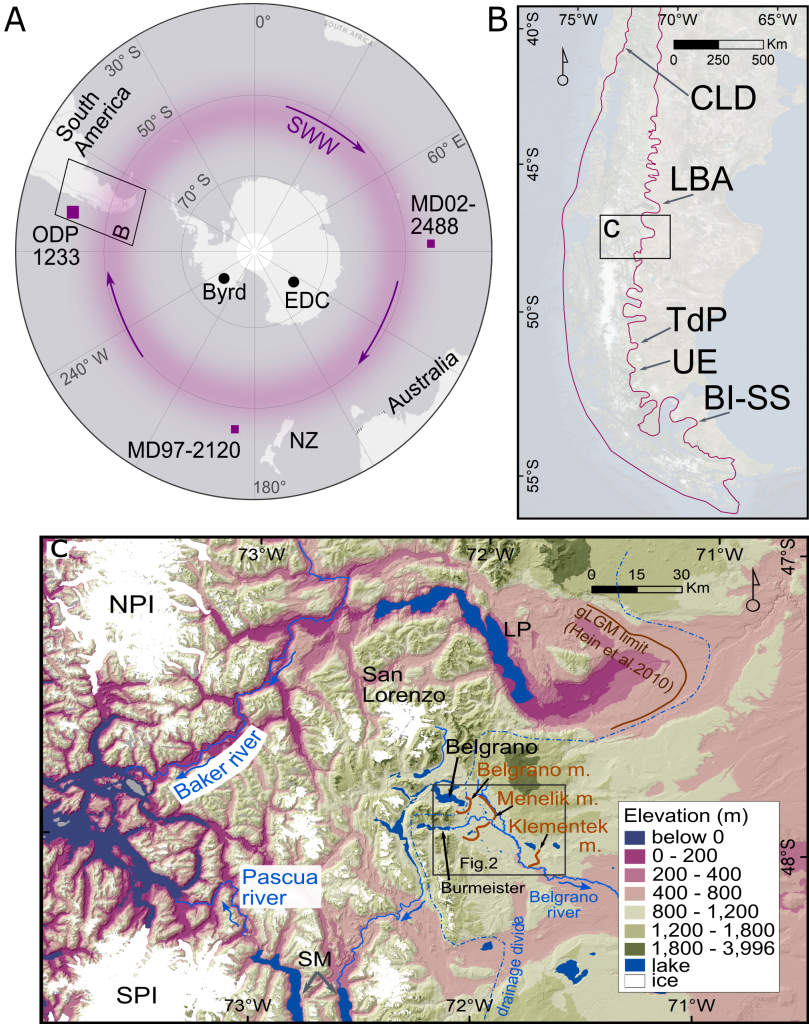 A
0°
SOUTH AFRICA
30° S
South
America
50° S
SWW
60° E
70° S
MD02-
2488
B
ODP
1233
Byrd
EDC
240° W
Australia
MD97-2120
NZ
180°
B
75°W
70°W
65°W
40°S
0
250
500
Km
CLD
45°S
LBA
C
50°S
TdP
UE
BI-SS
55°S
C
73°W
72°W
71°W
47°S
NPI
0
15
30
Km
LP
gLGM limit
(Hein et al.2010)
San
Lorenzo
Baker river
Belgrano
Belgrano m.
Menelik m.
Klementek
m.
Fig.2
Burmeister
Belgrano
river
Pascua
river
drainage divide
SM
SPI
48°S
73°W
72°W
71°W
Elevation (m)
below 0
0 - 200
200 - 400
400 - 800
800 - 1,200
1,200 - 1,800
1,800 - 3,996
lake
ice